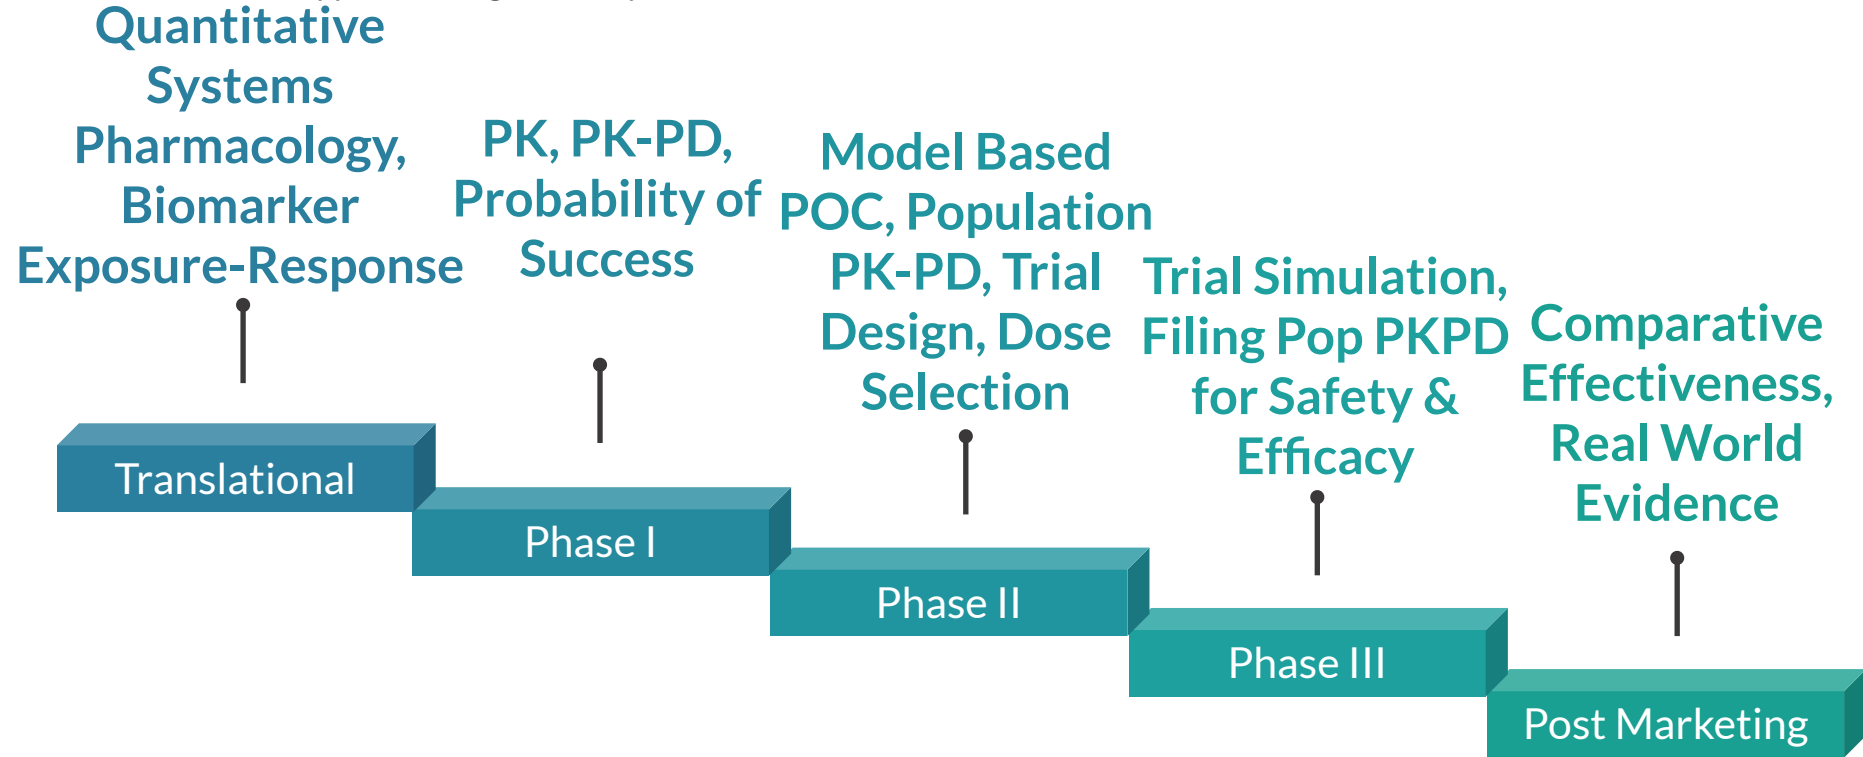 Quantitative
Systems
Pharmacology,
Biomarker
Exposure-Response
PK, PK-PD,
Probability of
Success
Model Based
POC, Population
PK-PD, Trial
Design, Dose
Selection
Trial Simulation,
Filing Pop PKPD
for Safety &
Efficacy
Comparative
Effectiveness,
Real World
Evidence
Translational
Phase I
Phase II
Phase III
Post Marketing